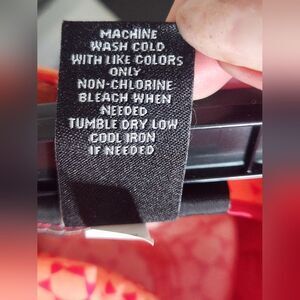 MACHINE
WASH COLD
WITH LIKE COLORS
ONLY
NON-CHLORINE
BLEACH WHEN
NEEDED
TUMBLE DRY LOW
COOL IRON
IF NEEDED